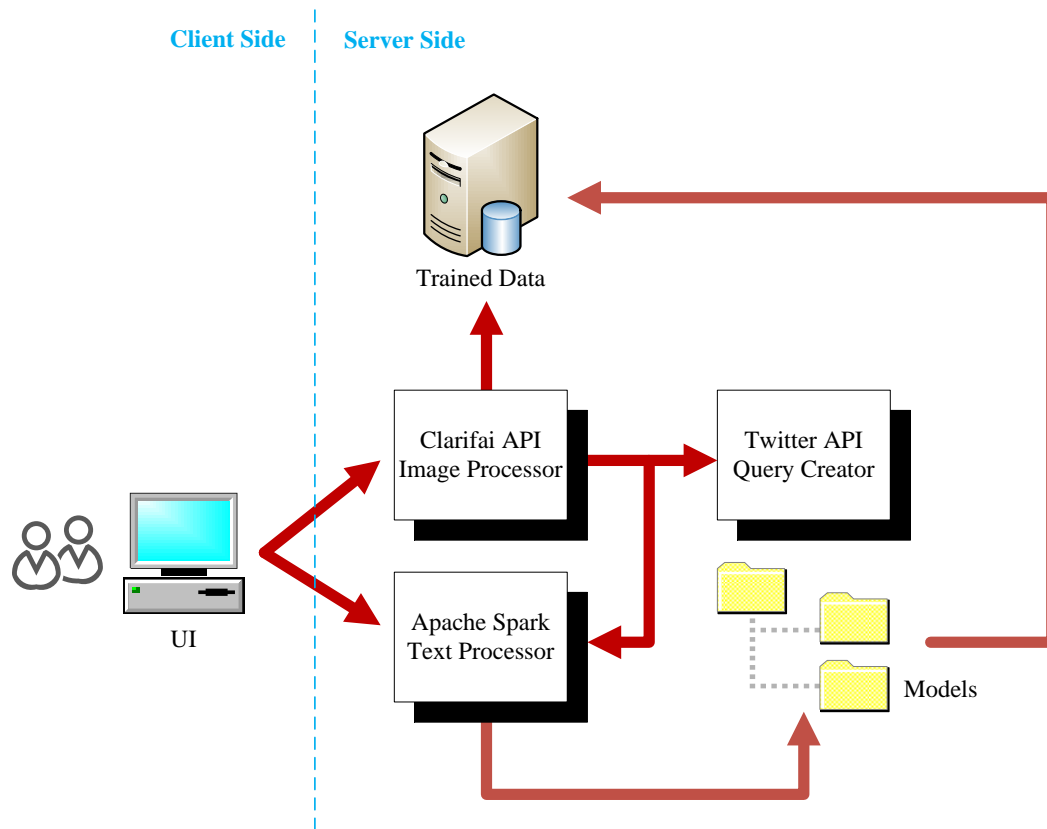 Client Side
Server Side
Trained Data
Clarifai API
Image Processor
Twitter API
Query Creator
UI
Apache Spark
Text Processor
Models